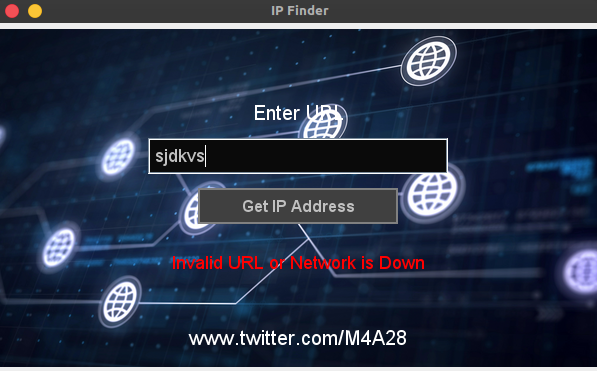 IP Finder
Enter URL
sjdkvs
Get IP Address
Invalid URL or Network is Down
www.twitter.com/M4A28